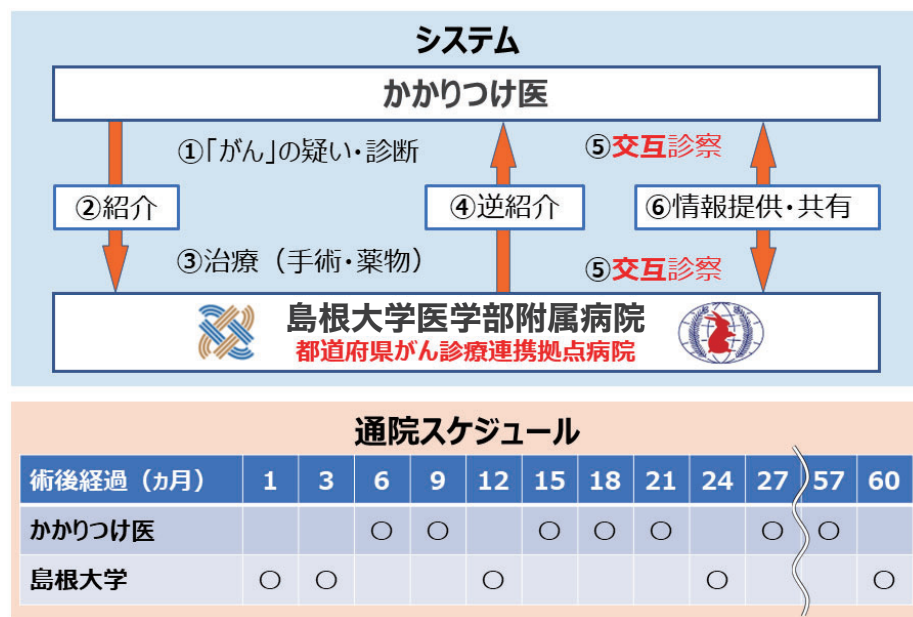 システム
かかりつけ医
①「がん」の疑い・診断
⑤交互診察
②紹介
④逆紹介
⑥情報提供・共有
③治療（手術・薬物）
⑤交互診察
島根大学医学部附属病院
都道府県がん診療連携拠点病院
通院スケジュール
術後経過（ヵ月） 1 3 6 9 12 15 18 21 24 27 57 60
かかりつけ医 〇 〇 〇 〇 〇 〇 〇
島根大学 〇 〇 〇 〇 〇